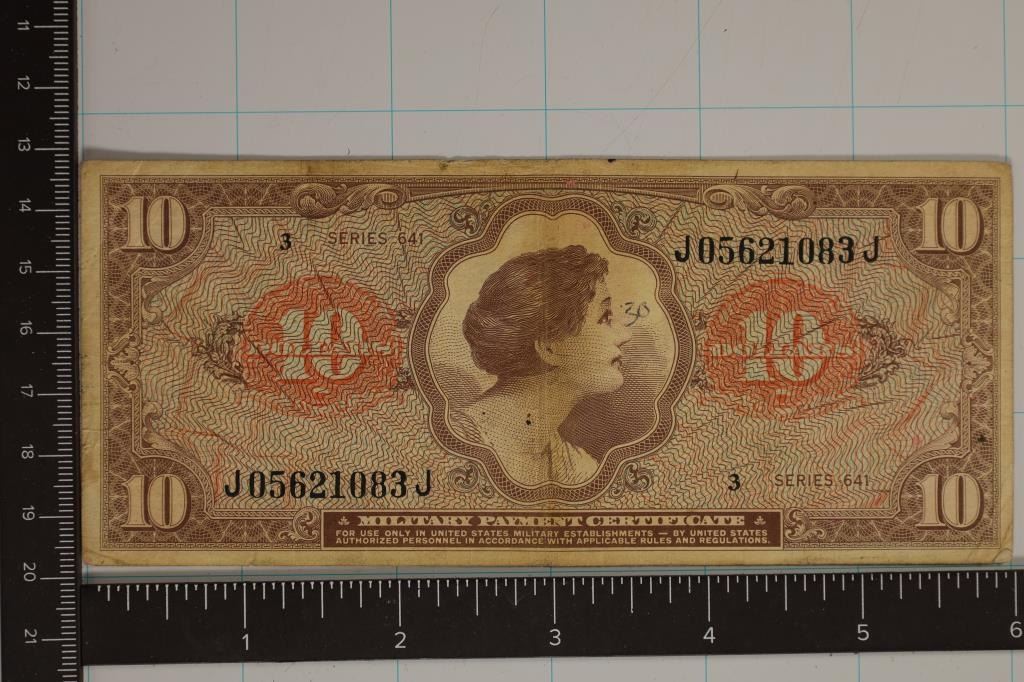 10 10
3 SERIES 641 J05621083J
30
10 10
J05621083J 3 SERIES 641
10 10
MILITARY PAYMENT CERTIFICATE
FOR USE ONLY IN UNITED STATES MILITARY ESTABLISHMENTS — BY UNITED STATES
AUTHORIZED PERSONNEL IN ACCORDANCE WITH APPLICABLE RULES AND REGULATIONS.
11
12
13
14
15
16
17
18
19
20
21
1 2 3 4 5 6